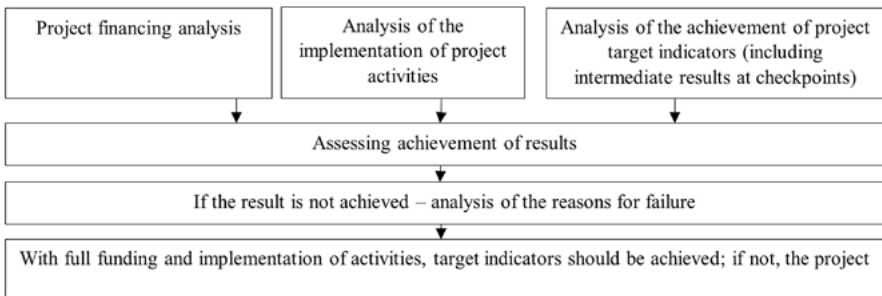 Project financing analysis
Analysis of the
implementation of project
activities
Analysis of the achievement of project
target indicators (including
intermediate results at checkpoints)
Assessing achievement of results
If the result is not achieved – analysis of the reasons for failure
With full funding and implementation of activities, target indicators should be achieved; if not, the project